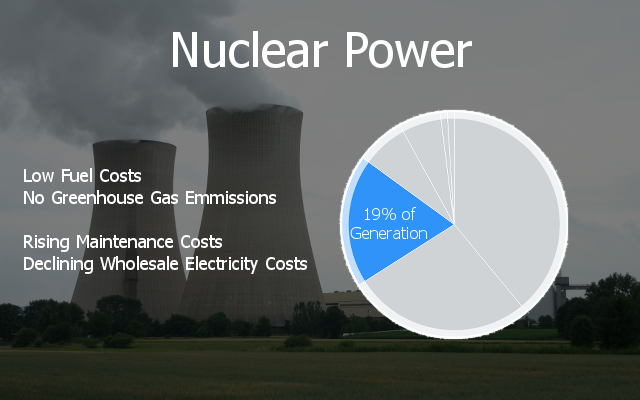 Nuclear Power
Low Fuel Costs
No Greenhouse Gas Emmissions
Rising Maintenance Costs
Declining Wholesale Electricity Costs
19% of
Generation